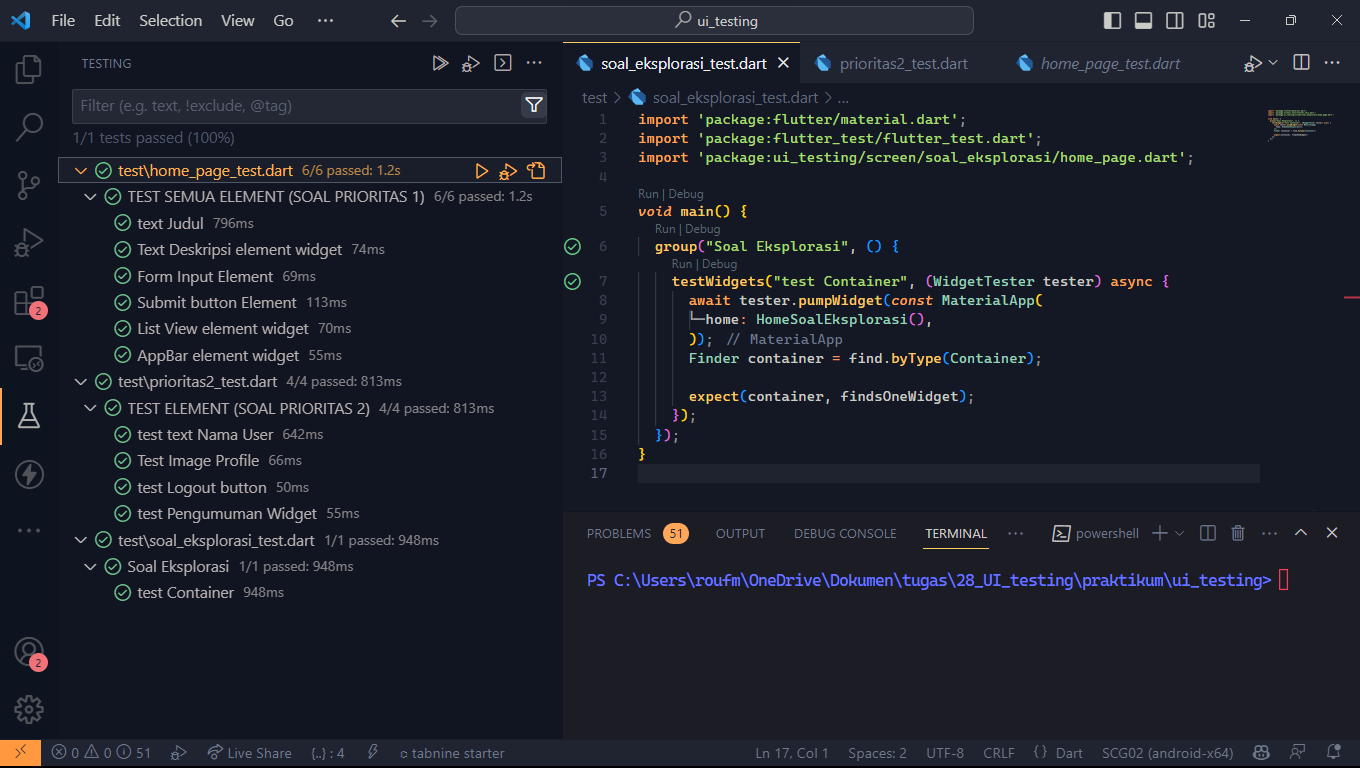 File Edit Selection View Go ··· ui_testing
TESTING
Filter (e.g. text, !exclude, @tag)
1/1 tests passed (100%)
test\home_page_test.dart 6/6 passed: 1.2s
TEST SEMUA ELEMENT (SOAL PRIORITAS 1) 6/6 passed: 1.2s
text Judul 796ms
Text Deskripsi element widget 74ms
Form Input Element 69ms
Submit button Element 113ms
List View element widget 70ms
AppBar element widget 55ms
test\prioritas2_test.dart 4/4 passed: 813ms
TEST ELEMENT (SOAL PRIORITAS 2) 4/4 passed: 813ms
test text Nama User 642ms
Test Image Profile 66ms
test Logout button 50ms
test Pengumuman Widget 55ms
test\soal_eksplorasi_test.dart 1/1 passed: 948ms
Soal Eksplorasi 1/1 passed: 948ms
test Container 948ms
2
2
soal_eksplorasi_test.dart prioritas2_test.dart home_page_test.dart
test > soal_eksplorasi_test.dart > ...
1 import 'package:flutter/material.dart';
2 import 'package:flutter_test/flutter_test.dart';
3 import 'package:ui_testing/screen/soal_eksplorasi/home_page.dart';
4
Run | Debug
5 void main() {
Run | Debug
6 group("Soal Eksplorasi", () {
Run | Debug
7 testWidgets("test Container", (WidgetTester tester) async {
8 await tester.pumpWidget(const MaterialApp(
9 home: HomeSoalEksplorasi(),
10 )); // MaterialApp
11 Finder container = find.byType(Container);
12
13 expect(container, findsOneWidget);
14 });
15 });
16 }
17
PROBLEMS 51 OUTPUT DEBUG CONSOLE TERMINAL ··· powershell
PS C:\Users\roufm\OneDrive\Dokumen\tugas\28_UI_testing\praktikum\ui_testing>
0 0 51 Live Share {..} : 4 tabnine starter Ln 17, Col 1 Spaces: 2 UTF-8 CRLF {} Dart SCG02 (android-x64)